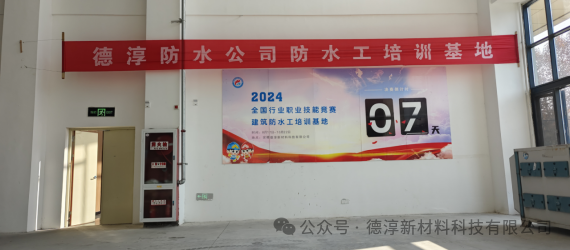 德淳防水公司防水工培训基地
2024
全国行业职业技能竞赛
建筑防水工培训基地
07
天
公众号·德淳新材料科技有限公司